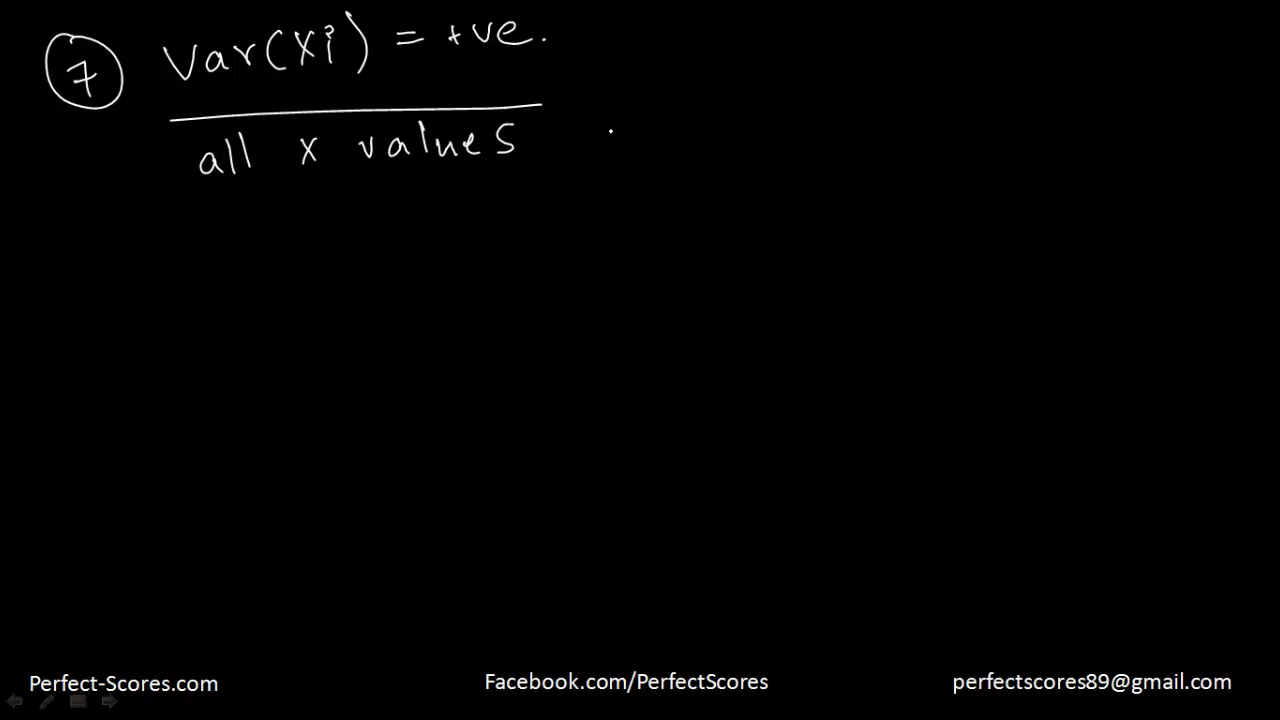 7 Var(Xi) = +ve.
all X values
Perfect-Scores.com
Facebook.com/PerfectScores
perfectscores89@gmail.com